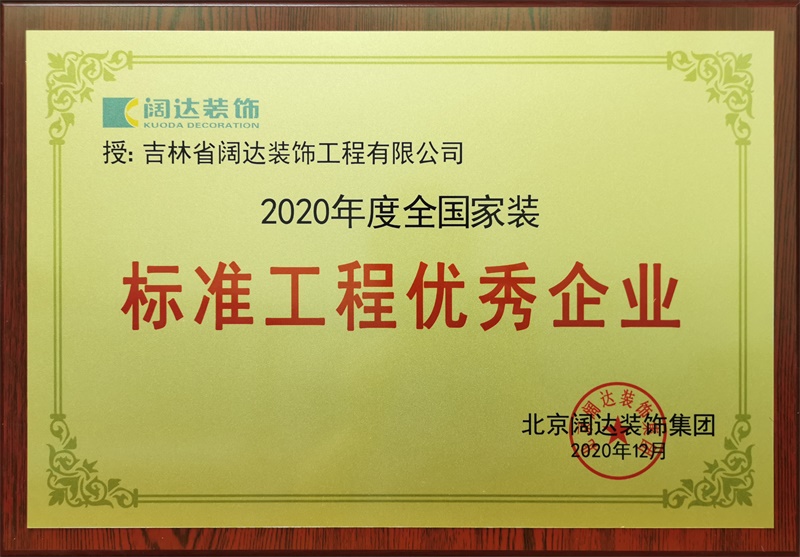 阔达装饰
KUODA DECORATION
授: 吉林省阔达装饰工程有限公司
2020年度全国家装
标准工程优秀企业
北京阔达装饰集团
2020年12月